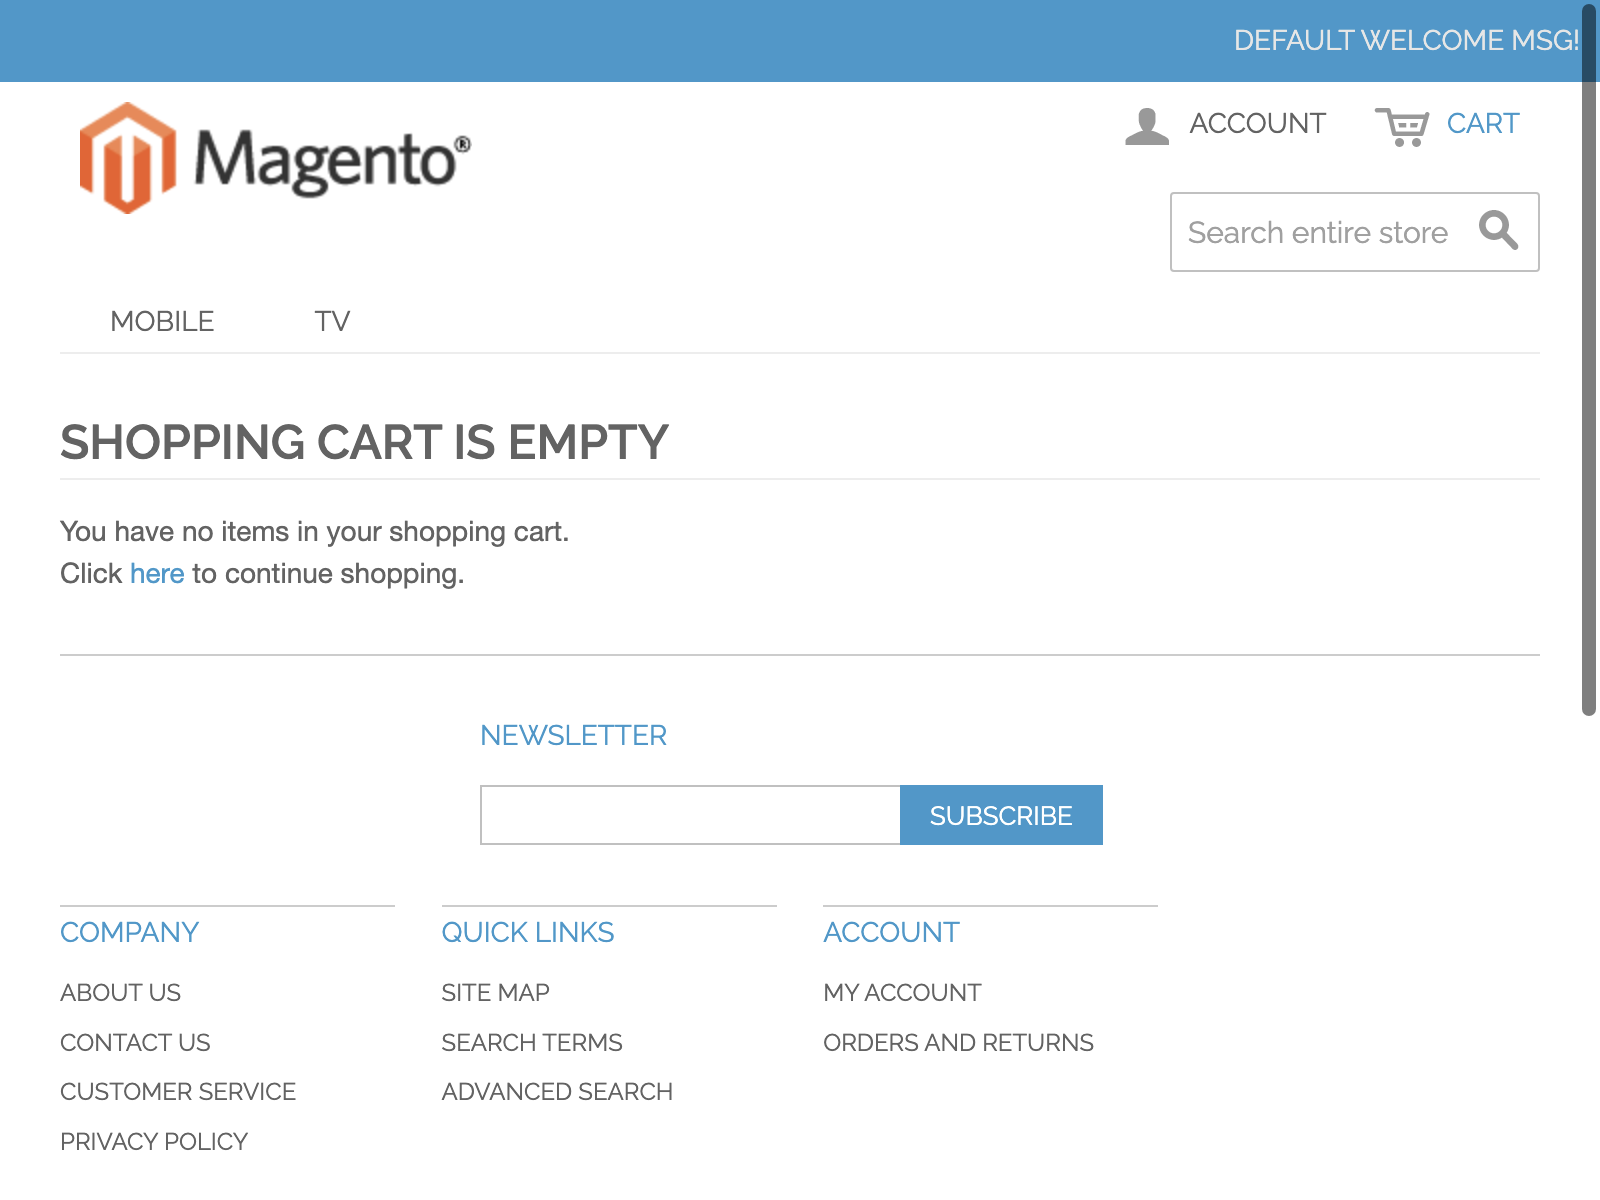 DEFAULT WELCOME MSG!
Magento®
ACCOUNT
CART
Search entire store
MOBILE
TV
SHOPPING CART IS EMPTY
You have no items in your shopping cart.
Click here to continue shopping.
NEWSLETTER
SUBSCRIBE
COMPANY
ABOUT US
CONTACT US
CUSTOMER SERVICE
PRIVACY POLICY
QUICK LINKS
SITE MAP
SEARCH TERMS
ADVANCED SEARCH
ACCOUNT
MY ACCOUNT
ORDERS AND RETURNS